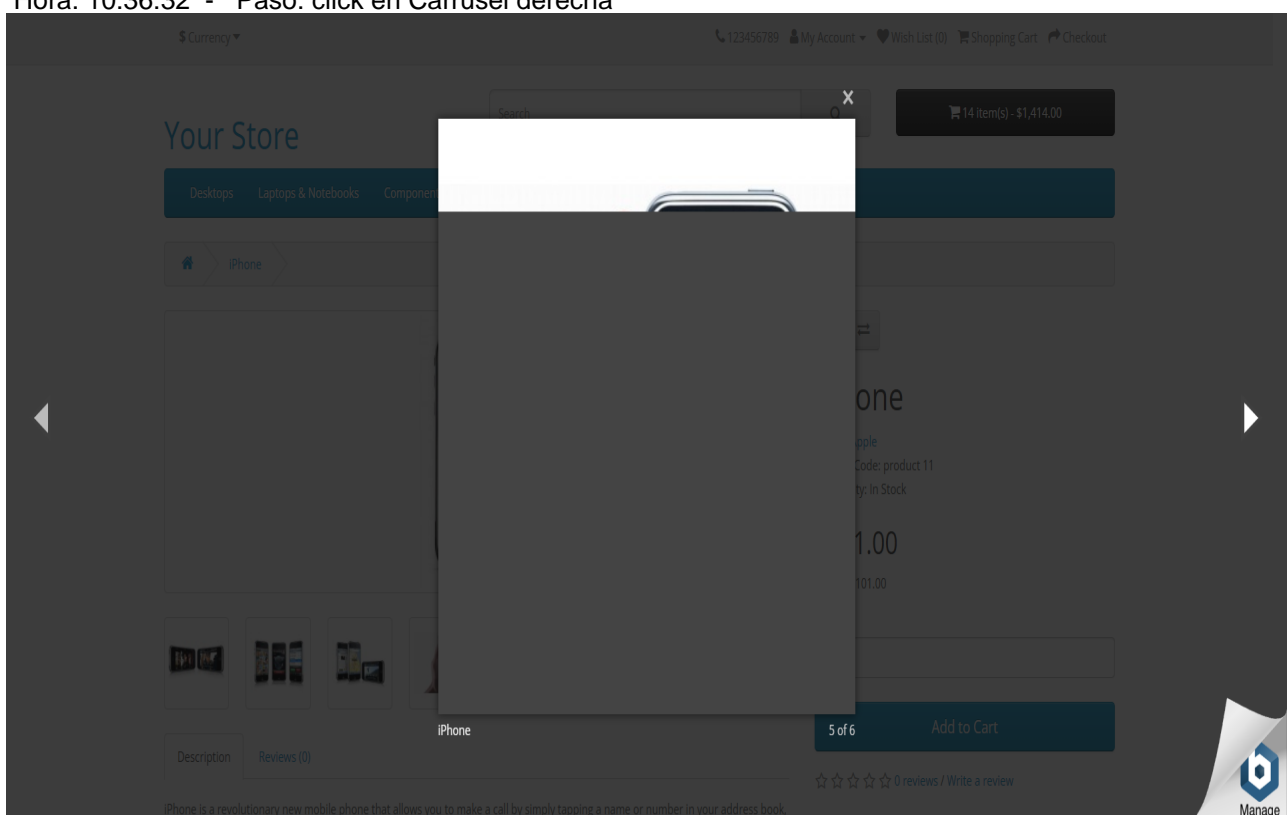 Hora: 10:36:32 - Paso: click en Carrusel derecha
$ Currency
123456789 My Account Wish List (0) Shopping Cart Checkout
X
Your Store
Search
14 item(s) - $1,414.00
Desktops Laptops & Notebooks Componen
iPhone
one
pple
Code: product 11
ty: In Stock
1.00
101.00
iPhone
5 of 6
Add to Cart
Description Reviews (0)
0 reviews / Write a review
iPhone is a revolutionary new mobile phone that allows you to make a call by simply tapping a name or number in your address book,
Manage